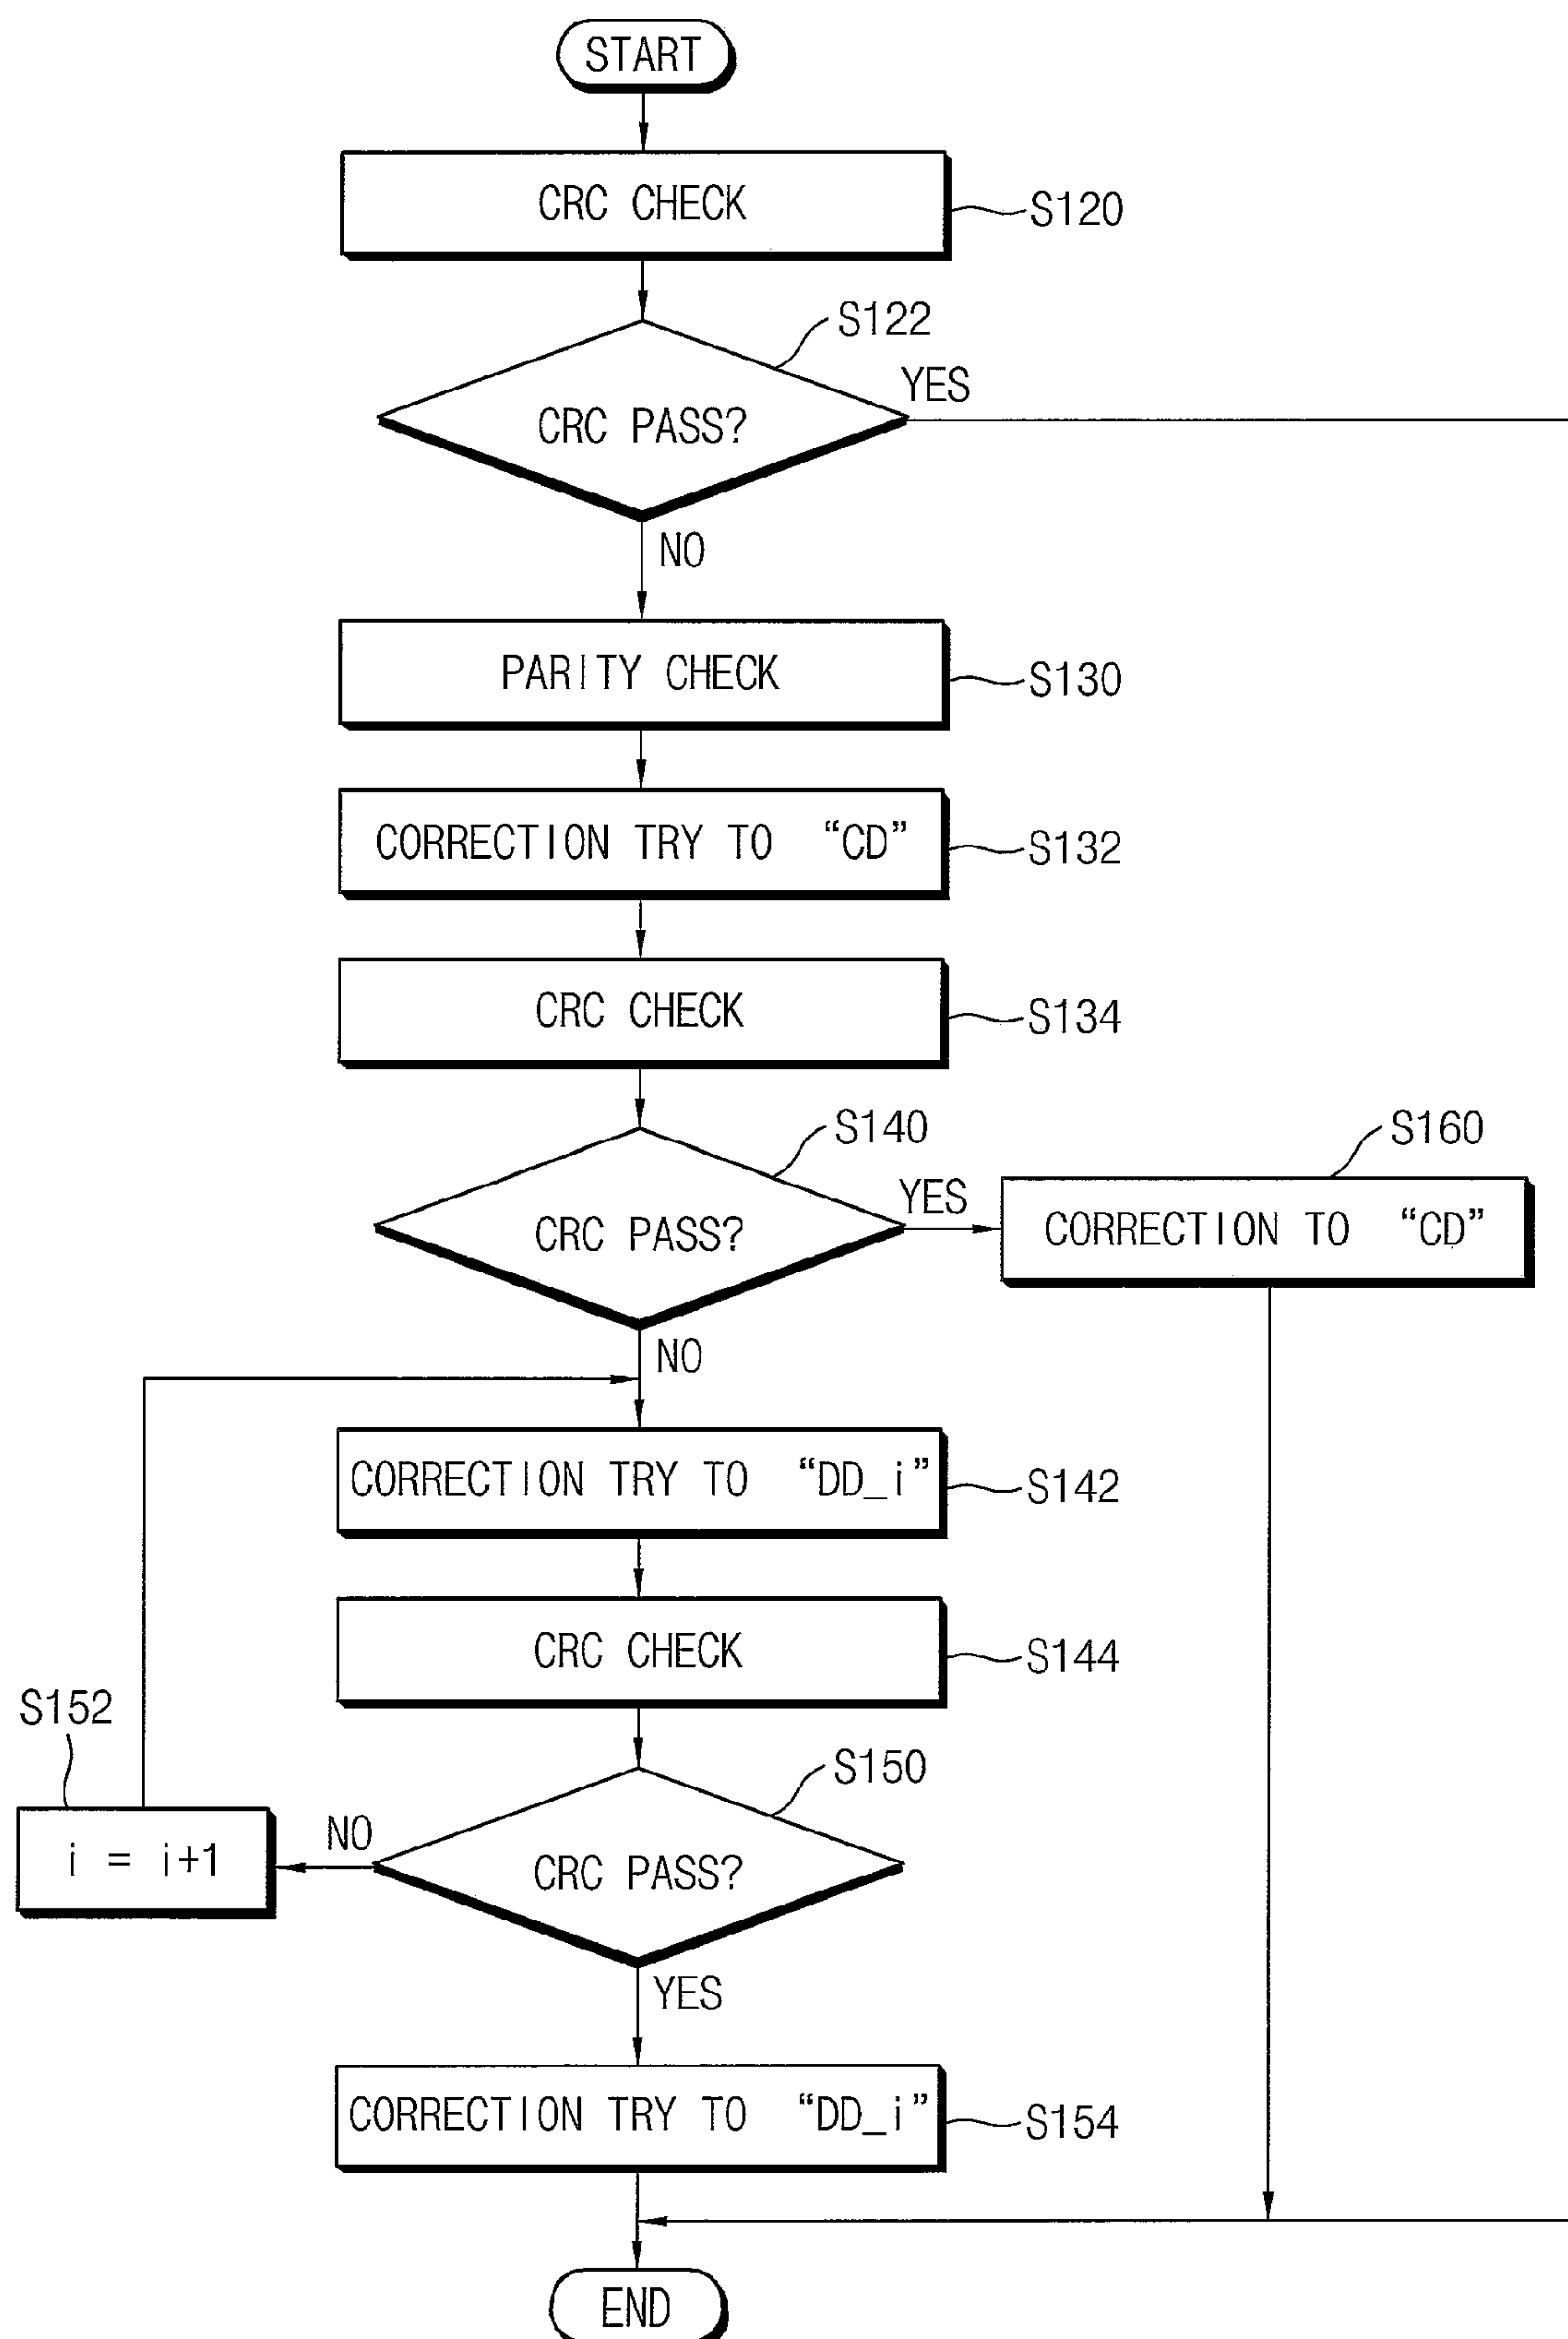 START
CRC CHECK
S120
S122
YES
CRC PASS?
NO
PARITY CHECK
S130
CORRECTION TRY TO “CD”
S132
CRC CHECK
S134
S140
S160
YES
CRC PASS?
CORRECTION TO “CD”
NO
CORRECTION TRY TO “DD_i”
S142
CRC CHECK
S144
S152
S150
NO
i = i+1
CRC PASS?
YES
CORRECTION TRY TO “DD_i”
S154
END